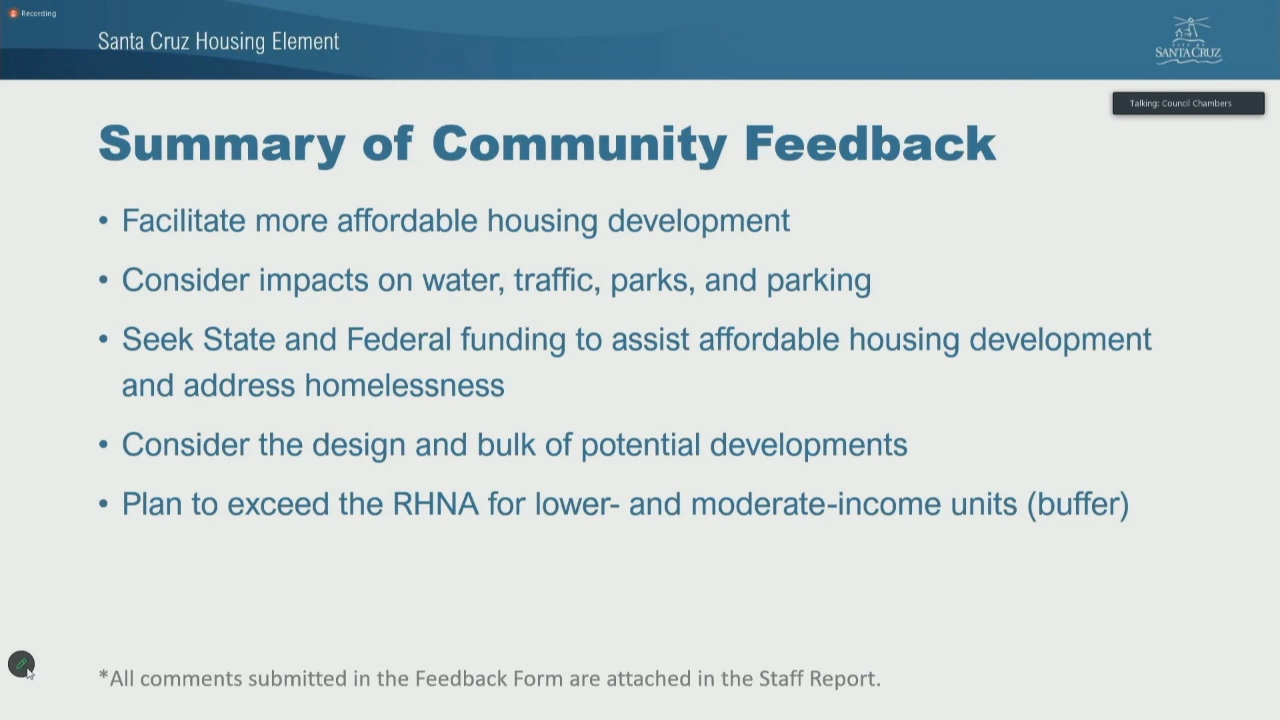 Recording
Santa Cruz Housing Element
SANTA CRUZ
Talking: Council Chambers
Summary of Community Feedback
• Facilitate more affordable housing development
• Consider impacts on water, traffic, parks, and parking
• Seek State and Federal funding to assist affordable housing development
and address homelessness
• Consider the design and bulk of potential developments
• Plan to exceed the RHNA for lower- and moderate-income units (buffer)
*All comments submitted in the Feedback Form are attached in the Staff Report.